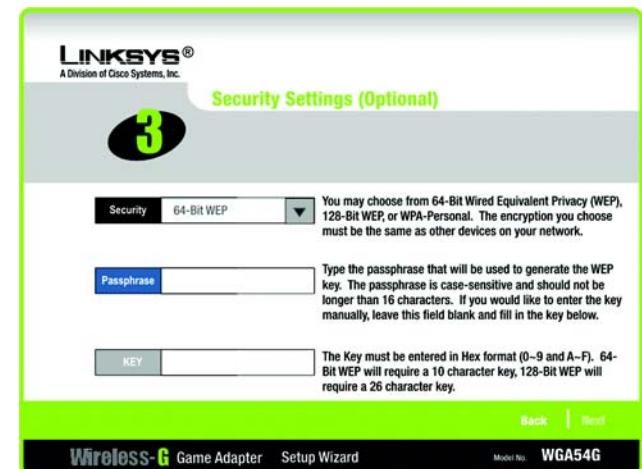 LINKSYS®
A Division of Cisco Systems, Inc.
Security Settings (Optional)
3
Security 64-Bit WEP
You may choose from 64-Bit Wired Equivalent Privacy (WEP),
128-Bit WEP, or WPA-Personal. The encryption you choose
must be the same as other devices on your network.
Passphrase
Type the passphrase that will be used to generate the WEP
key. The passphrase is case-sensitive and should not be
longer than 16 characters. If you would like to enter the key
manually, leave this field blank and fill in the key below.
KEY
The Key must be entered in Hex format (0~9 and A~F). 64-
Bit WEP will require a 10 character key, 128-Bit WEP will
require a 26 character key.
Back | Next
Wireless-G Game Adapter Setup Wizard Model No. WGA54G